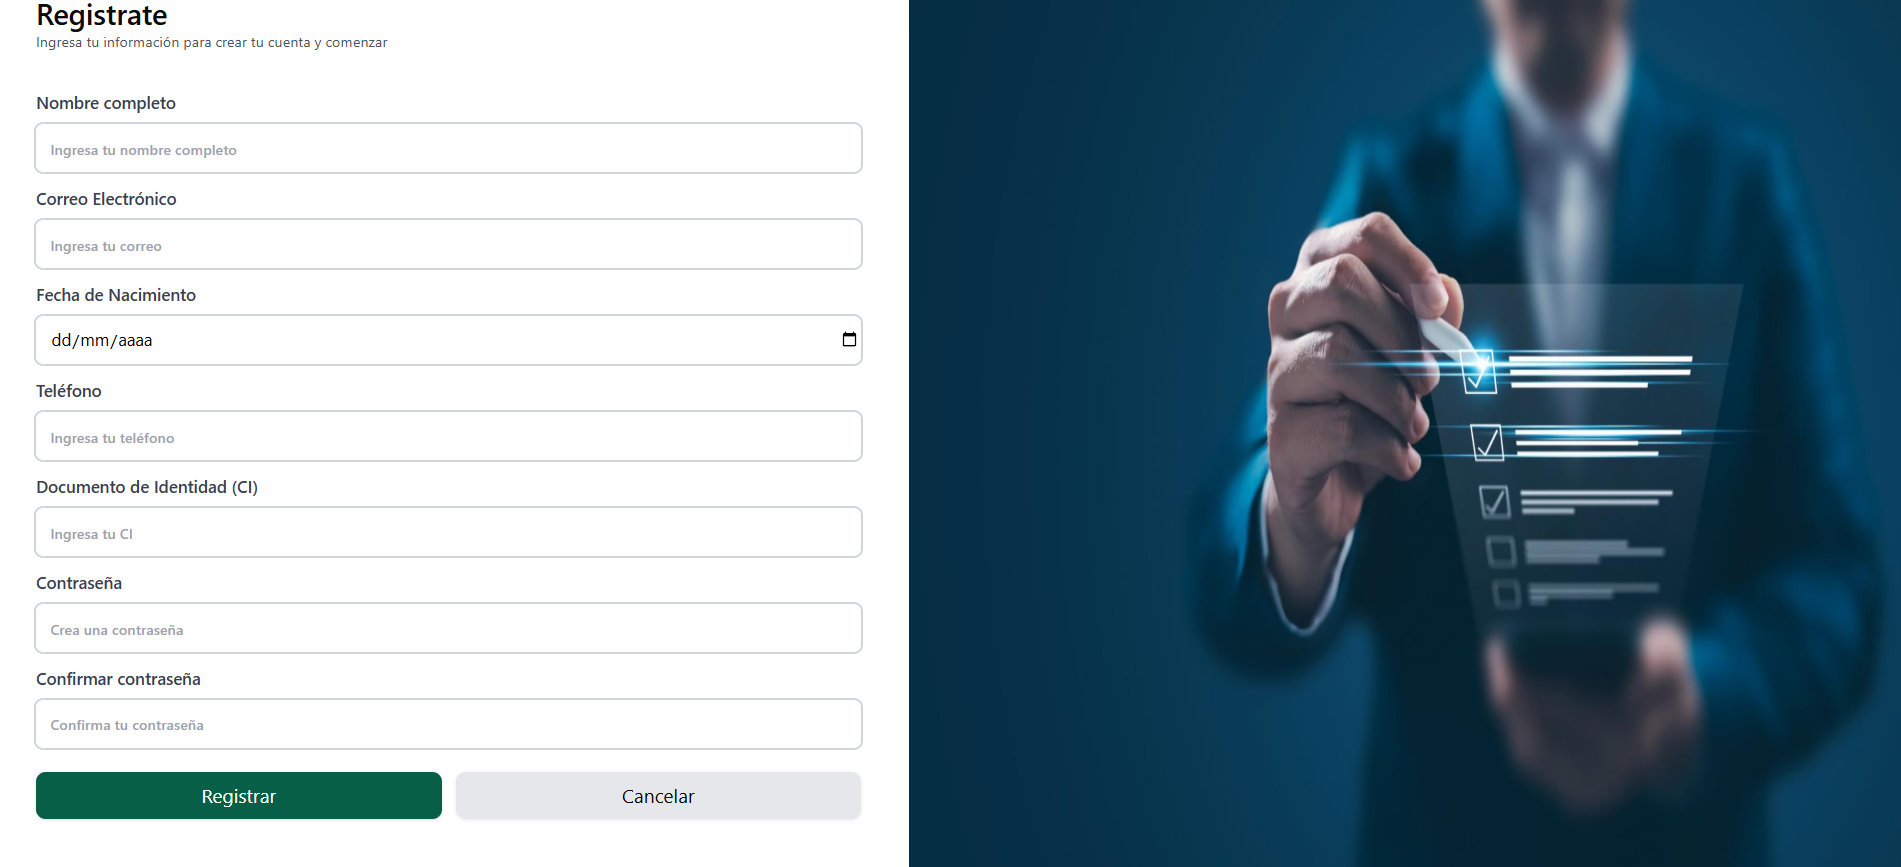 Registrate
Ingresa tu información para crear tu cuenta y comenzar
Nombre completo
Ingresa tu nombre completo
Correo Electrónico
Ingresa tu correo
Fecha de Nacimiento
dd/mm/aaaa
Teléfono
Ingresa tu teléfono
Documento de Identidad (CI)
Ingresa tu CI
Contraseña
Crea una contraseña
Confirmar contraseña
Confirma tu contraseña
Registrar
Cancelar